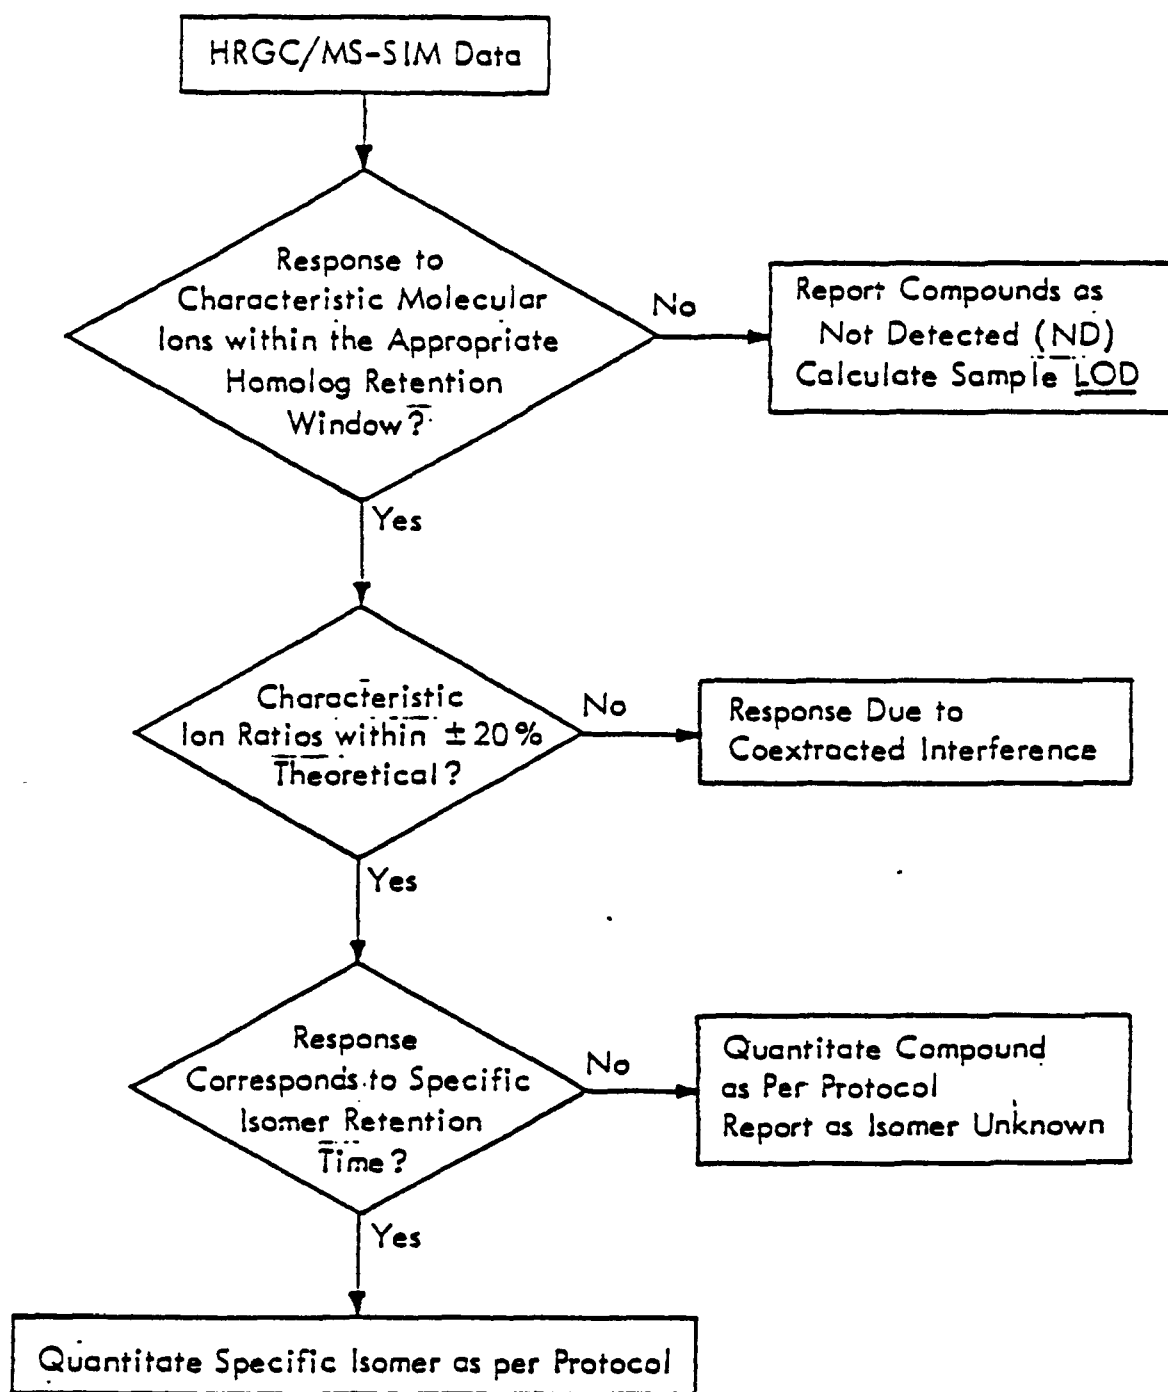 HRGC/MS-SIM Data
Response to
Characteristic Molecular
Ions within the Appropriate
Homolog Retention
Window?
No
Report Compounds as
Not Detected (ND)
Calculate Sample LOD
Yes
Characteristic
Ion Ratios within ±20%
Theoretical?
No
Response Due to
Coextracted Interference
Yes
Response
Corresponds to Specific
Isomer Retention
Time?
No
Quantitate Compound
as Per Protocol
Report as Isomer Unknown
Yes
Quantitate Specific Isomer as per Protocol